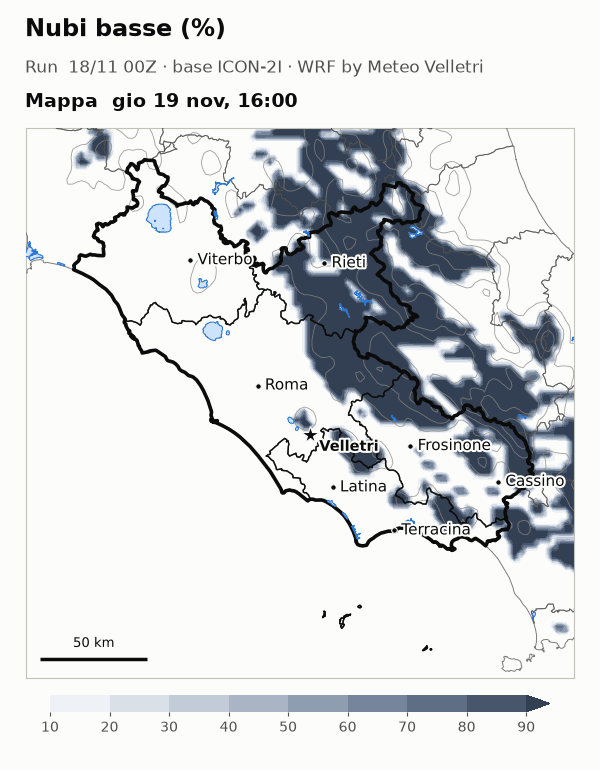 Nubi basse (%)
Run 18/11 00Z · base ICON-2I · WRF by Meteo Velletri
Mappa gio 19 nov, 16:00
Viterbo
Rieti
Roma
Velletri
Frosinone
Cassino
Latina
Terracina
50 km
10 20 30 40 50 60 70 80 90